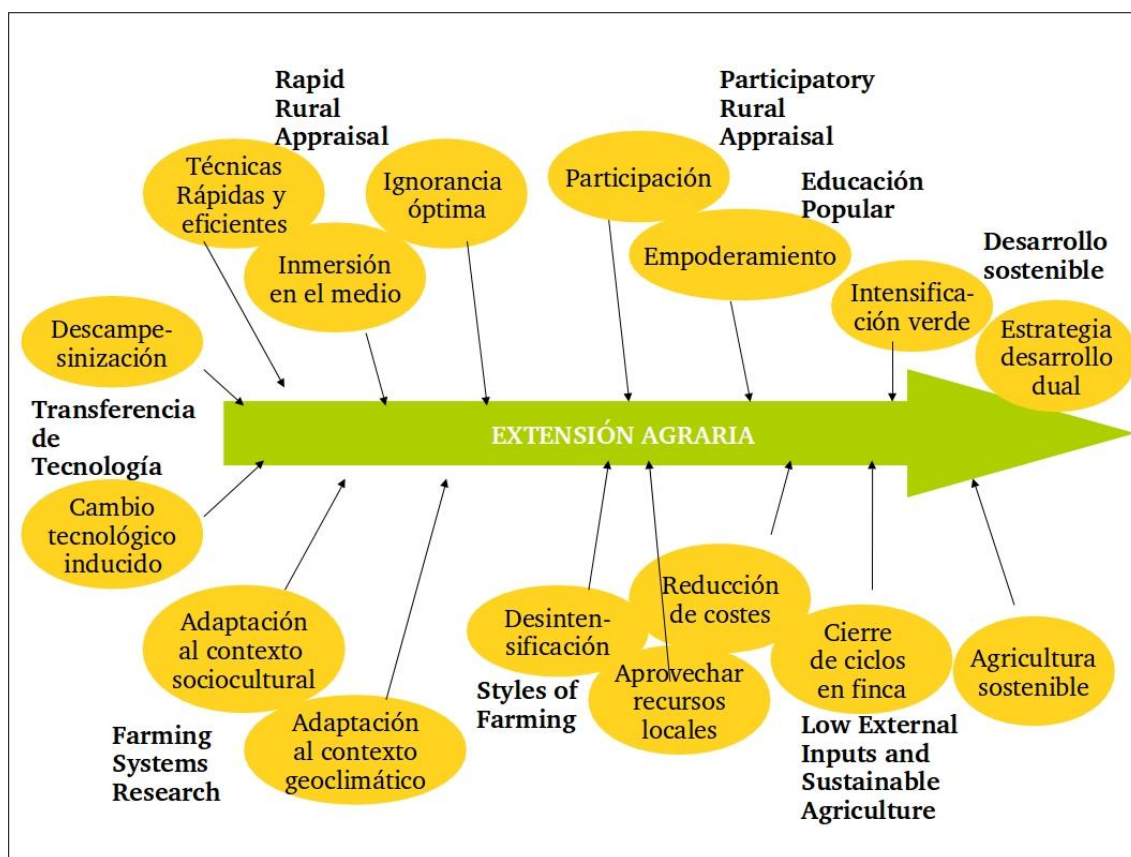 Rapid
Rural
Appraisal
Participatory
Rural
Appraisal
Técnicas
Rápidas y
eficientes
Ignorancia
óptima
Participación
Educación
Popular
Inmersión
en el medio
Empoderamiento
Desarrollo
sostenible
Intensifica-
ción verde
Descampe-
sinización
Estrategia
desarrollo
dual
Transferencia
de
Tecnología
EXTENSIÓN AGRARIA
Cambio
tecnológico
inducido
Adaptación
al contexto
sociocultural
Desinten-
sificación
Reducción
de costes
Cierre
de ciclos
en finca
Agricultura
sostenible
Styles of
Farming
Aprovechar
recursos
locales
Farming
Systems
Research
Adaptación
al contexto
geoclimático
Low External
Inputs and
Sustainable
Agriculture